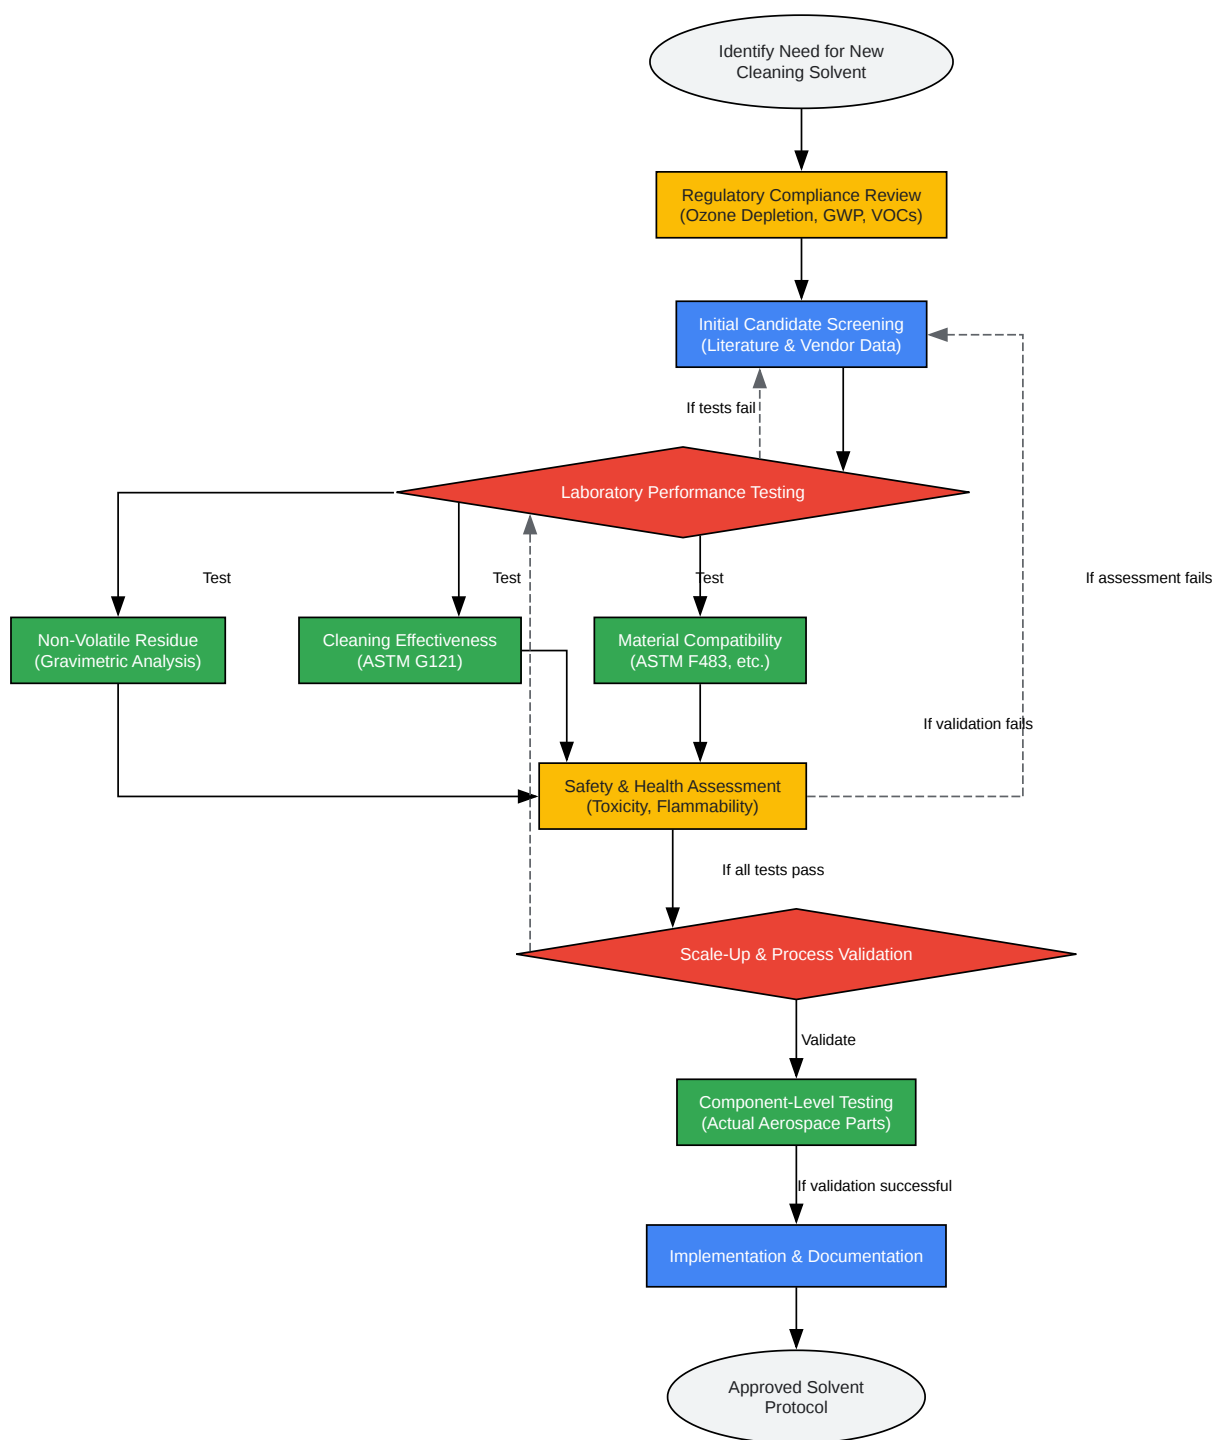 Identify Need for New
Cleaning Solvent
Regulatory Compliance Review
(Ozone Depletion, GWP, VOCs)
Initial Candidate Screening
(Literature & Vendor Data)
If tests fail
Laboratory Performance Testing
Test
Test
Test
If assessment fails
Non-Volatile Residue
(Gravimetric Analysis)
Cleaning Effectiveness
(ASTM G121)
Material Compatibility
(ASTM F483, etc.)
If validation fails
Safety & Health Assessment
(Toxicity, Flammability)
If all tests pass
Scale-Up & Process Validation
Validate
Component-Level Testing
(Actual Aerospace Parts)
If validation successful
Implementation & Documentation
Approved Solvent
Protocol